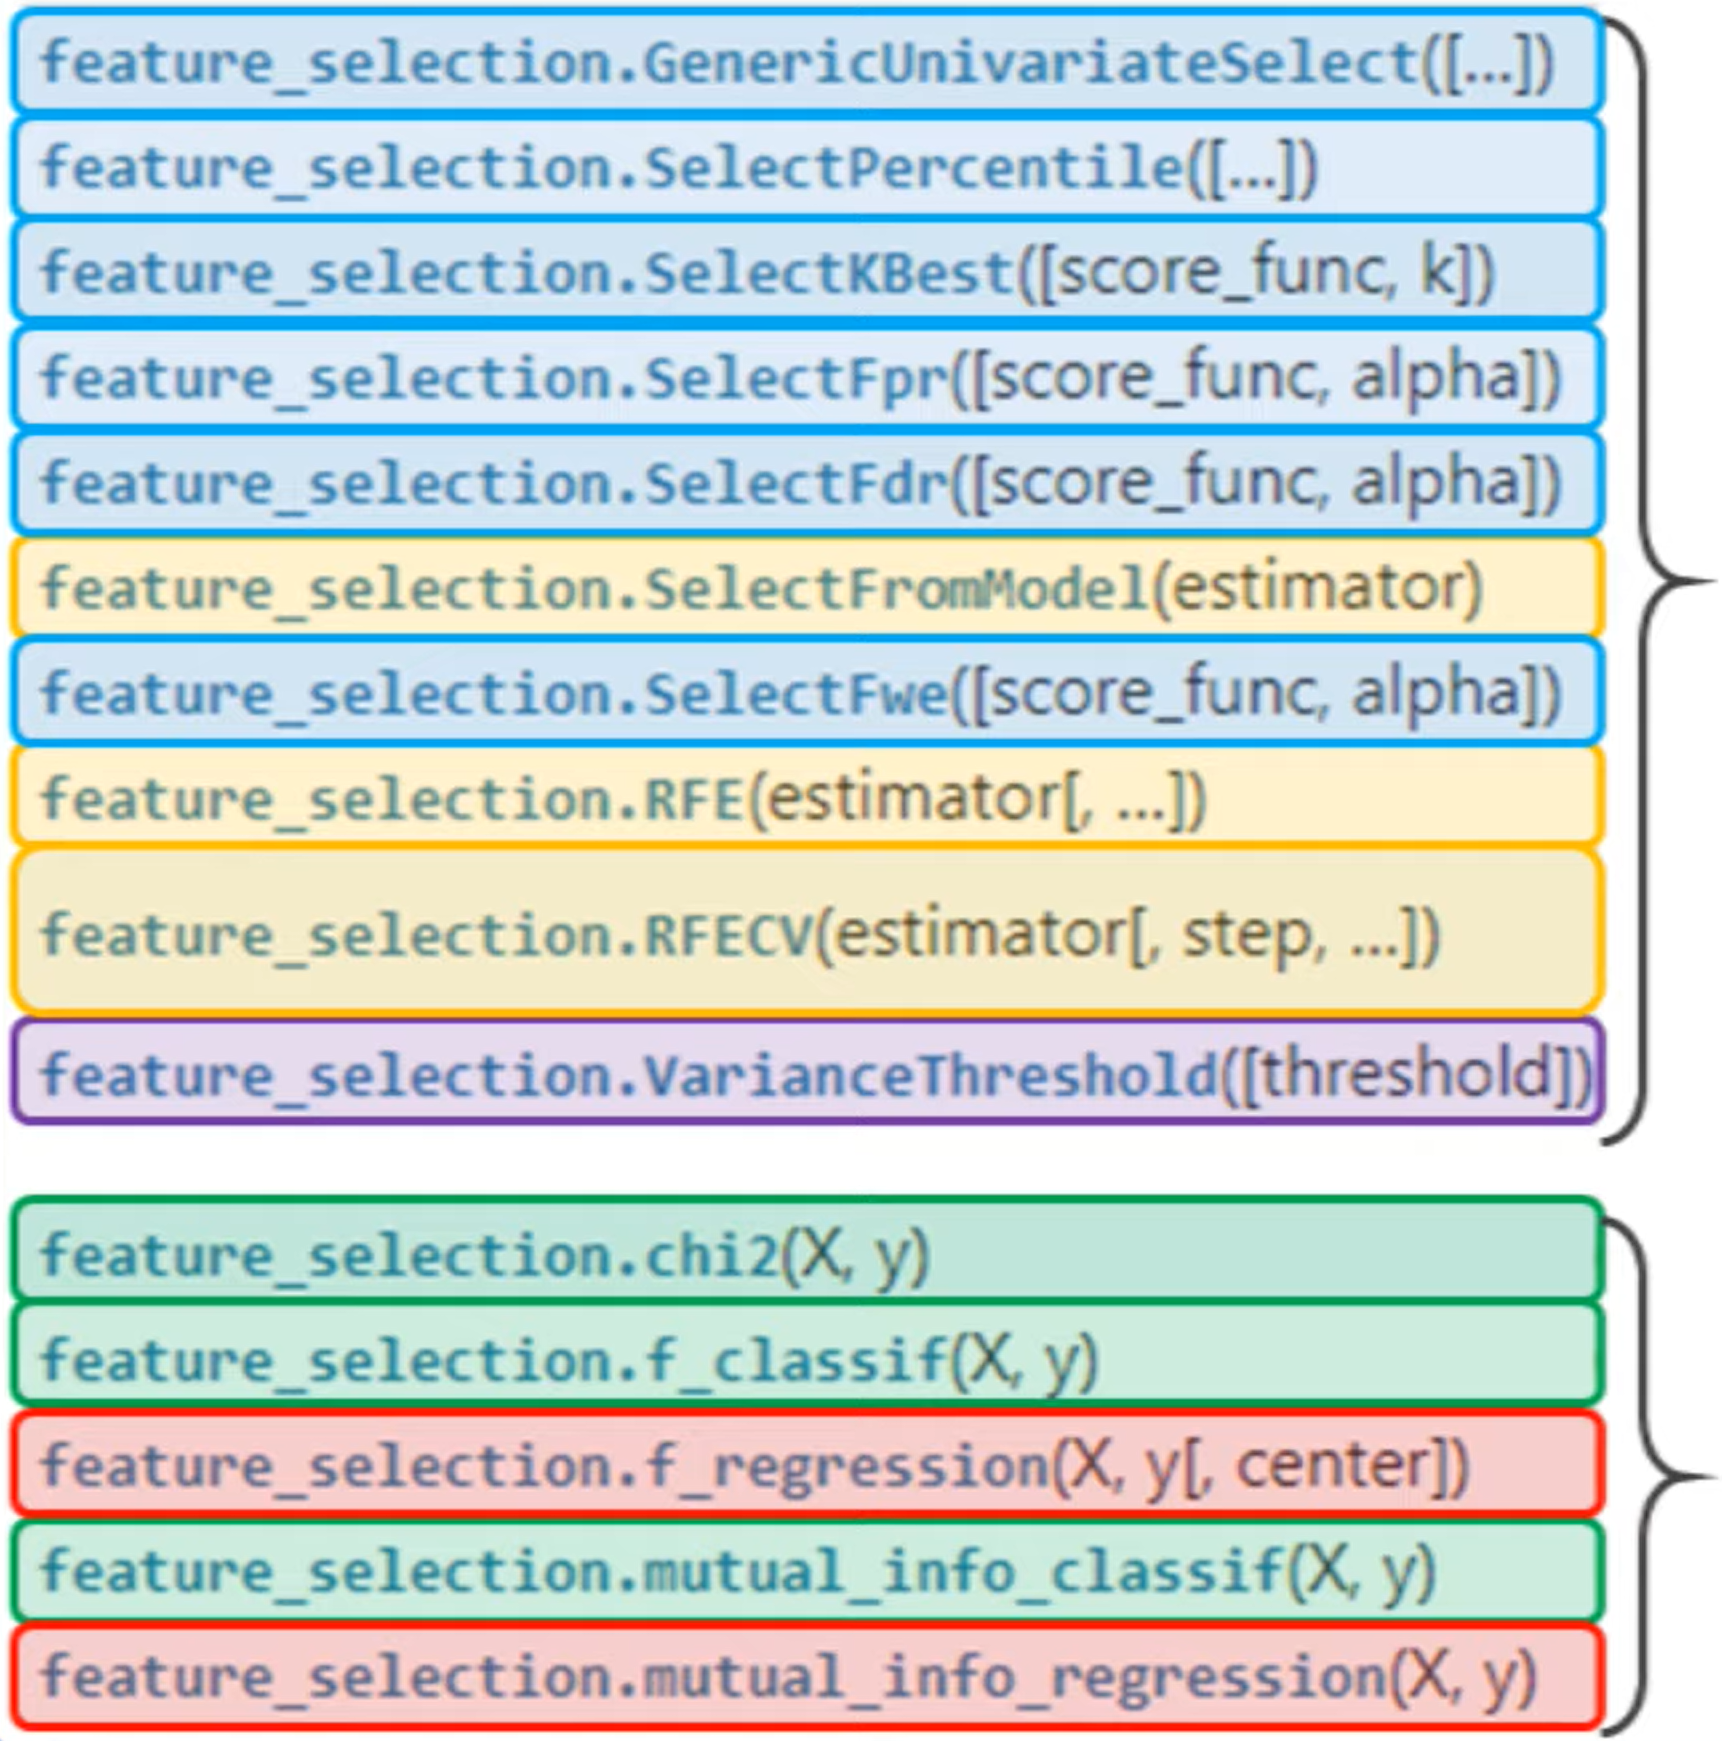 feature_selection.GenericUnivariateSelect([...])
feature_selection.SelectPercentile([...])
feature_selection.SelectKBest([score_func, k])
feature_selection.SelectFpr([score_func, alpha])
feature_selection.SelectFdr([score_func, alpha])
feature_selection.SelectFromModel(estimator)
feature_selection.SelectFwe([score_func, alpha])
feature_selection.RFE(estimator[, ...])
feature_selection.RFECV(estimator[, step, ...])
feature_selection.VarianceThreshold([threshold])
feature_selection.chi2(X, y)
feature_selection.f_classif(X, y)
feature_selection.f_regression(X, y[, center])
feature_selection.mutual_info_classif(X, y)
feature_selection.mutual_info_regression(X, y)